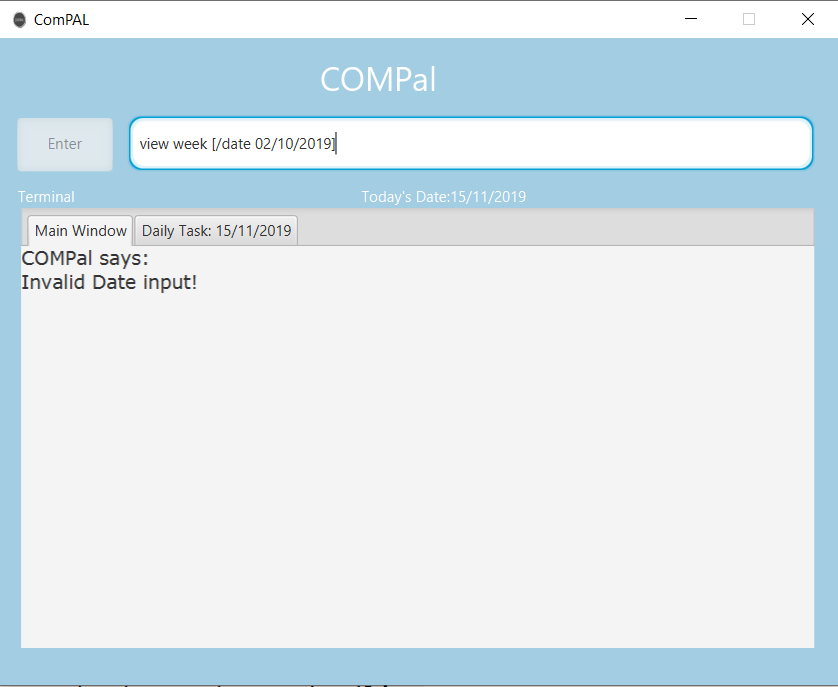 ComPAL
COMPal
Enter
view week [/date 02/10/2019]
Terminal
Today's Date:15/11/2019
Main Window
Daily Task: 15/11/2019
COMPal says:
Invalid Date input!